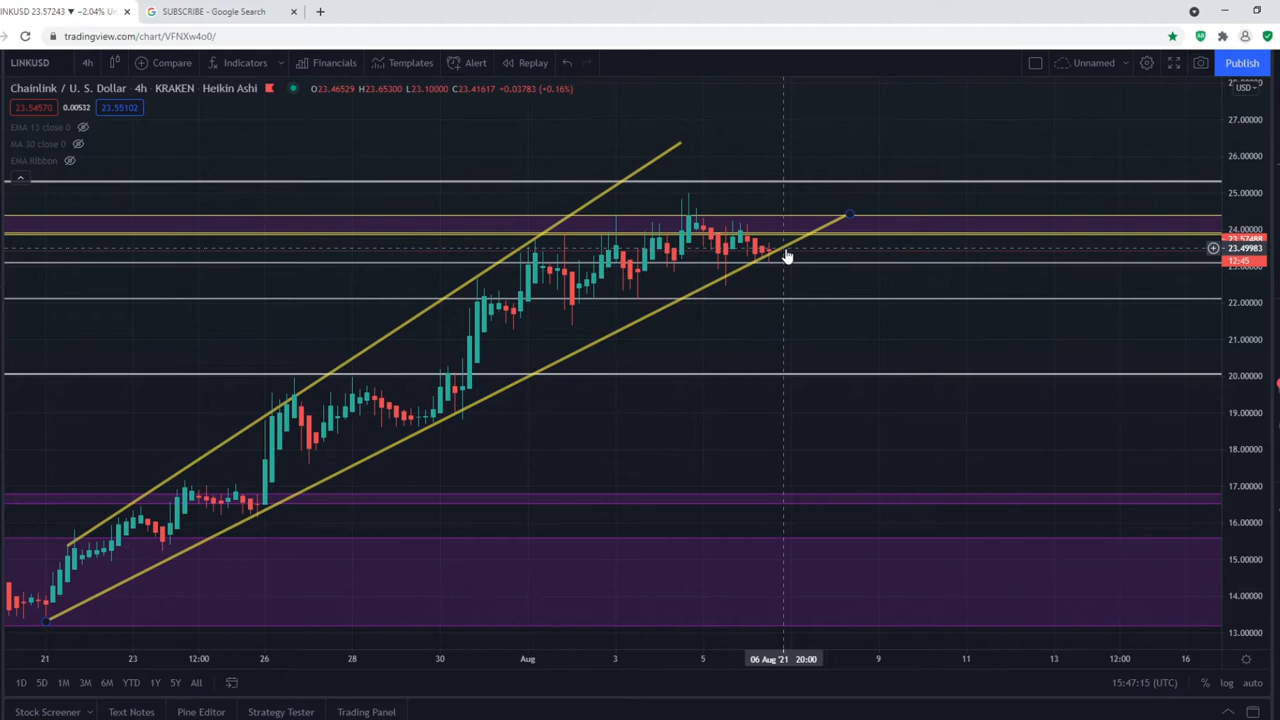 INKUSD 23.57243 ▼ −2.04% Un
SUBSCRIBE - Google Search
tradingview.com/chart/VFNXw4o0/
LINKUSD 4h Compare Indicators Financials Templates Alert Replay Unnamed Publish
Chainlink / U. S. Dollar · 4h · KRAKEN · Heikin Ashi O23.46529 H23.65300 L23.10000 C23.41617 +0.03783 (+0.16%)
USD
23.54570 0.00532 23.55102
EMA 13 close 0
MA 30 close 0
EMA Ribbon
27.00000
26.00000
25.00000
24.00000
23.57488
23.49983
12:45
23.00000
22.00000
21.00000
20.00000
19.00000
18.00000
17.00000
16.00000
15.00000
14.00000
13.00000
21 23 12:00 26 28 30 Aug 3 5 06 Aug '21 20:00 9 11 13 12:00 16
1D 5D 1M 3M 6M YTD 1Y 5Y All 15:47:15 (UTC) % log auto
Stock Screener Text Notes Pine Editor Strategy Tester Trading Panel